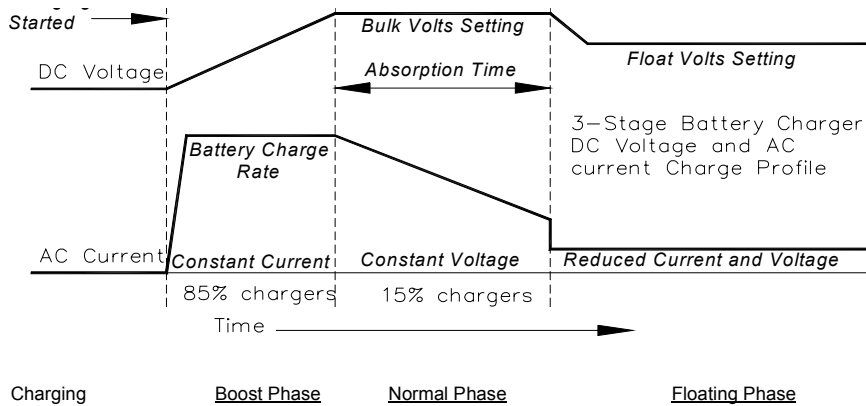 Started
Bulk Volts Setting
DC Voltage
Float Volts Setting
Absorption Time
3-Stage Battery Charger
DC Voltage and AC
current Charge Profile
Battery Charge
Rate
AC Current
Constant Current
Constant Voltage
Reduced Current and Voltage
85% chargers
15% chargers
Time
Charging
Boost Phase
Normal Phase
Floating Phase